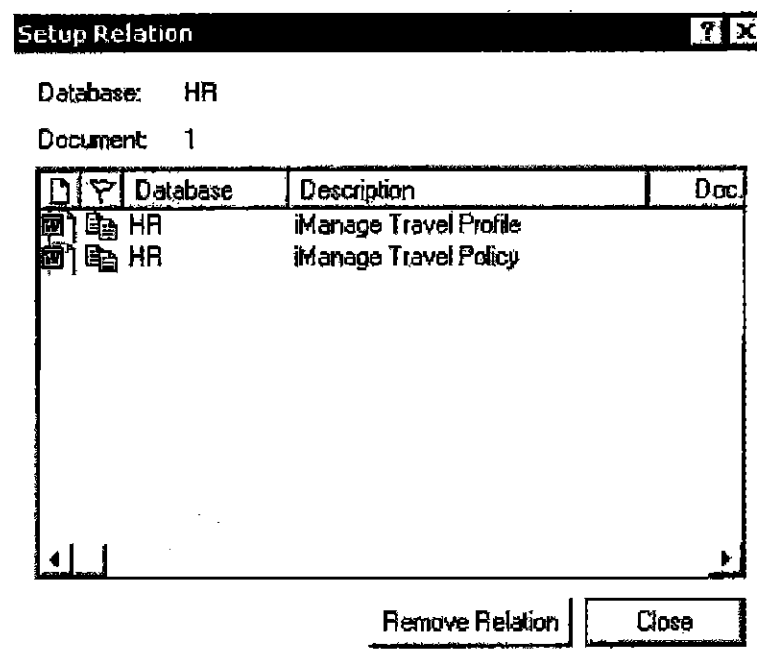 Setup Relation ? X
Database: HR
Document: 1
Database Description Doc.
HR iManage Travel Profile
HR iManage Travel Policy
Remove Relation Close